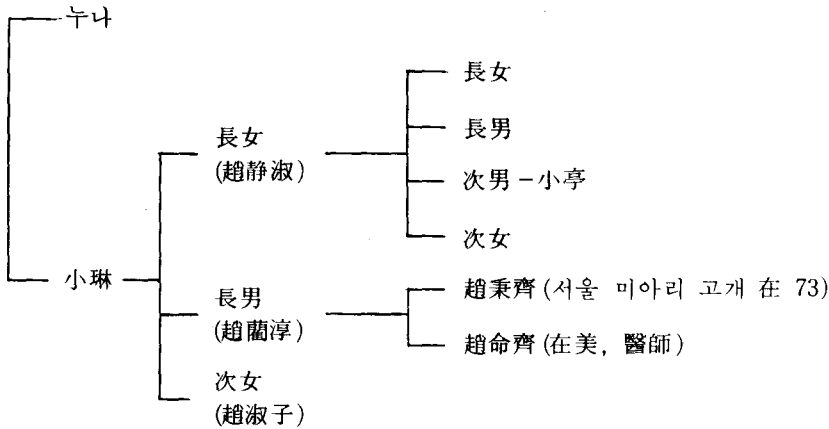 누나
長女
長女
(趙静淑)
長男
次男 - 小亭
次女
小琳
長男
(趙蘭淳)
趙秉齊 (서울 미아리 고개 在 73)
趙命齊 (在美, 醫師)
次女
(趙淑子)